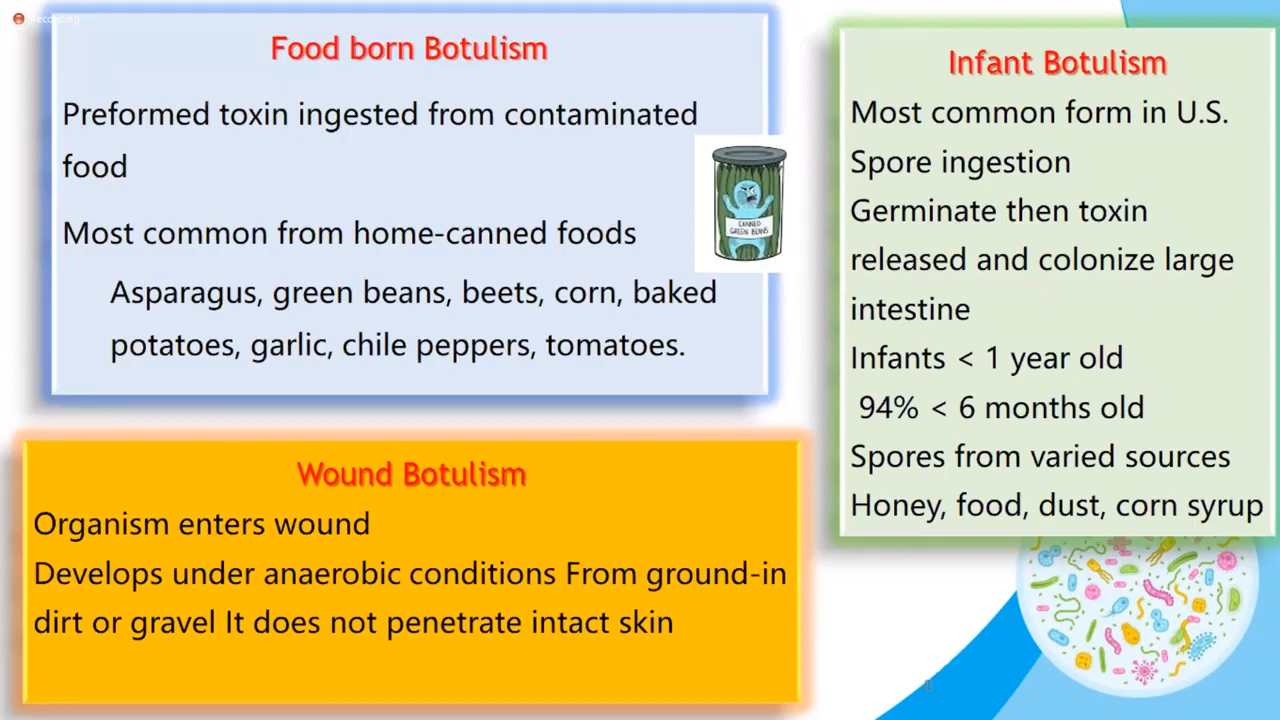 Recording
Food born Botulism
Preformed toxin ingested from contaminated
food
Most common from home-canned foods
Asparagus, green beans, beets, corn, baked
potatoes, garlic, chile peppers, tomatoes.
CANNED
GREEN BEANS
Wound Botulism
Organism enters wound
Develops under anaerobic conditions From ground-in
dirt or gravel It does not penetrate intact skin
Infant Botulism
Most common form in U.S.
Spore ingestion
Germinate then toxin
released and colonize large
intestine
Infants < 1 year old
94% < 6 months old
Spores from varied sources
Honey, food, dust, corn syrup